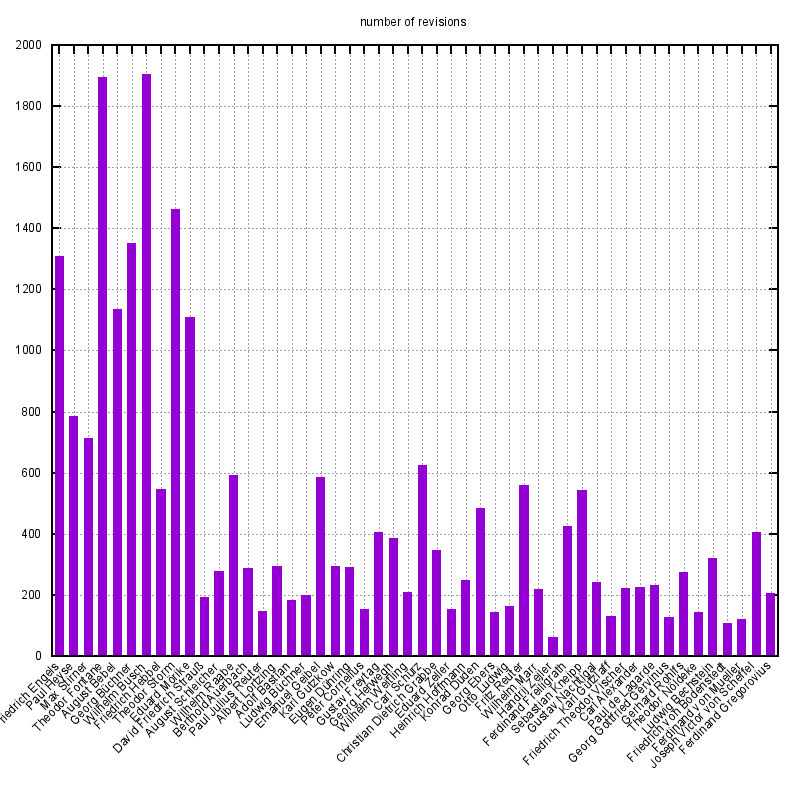 number of revisions
2000
1800
1600
1400
1200
1000
800
600
400
200
0
riedrich Engels
Paul Heyse
Max Stirner
Theodor Fontane
August Bebel
Georg Büchner
Wilhelm Busch
Friedrich Hebbel
Theodor Storm
Eduard Mörike
David Friedrich Strauß
August Schleicher
Wilhelm Raabe
Berthold Auerbach
Paul Julius Reuter
Albert Lortzing
Adolf Bastian
Ludwig Büchner
Emanuel Geibel
Karl Gutzkow
Eugen Dühring
Peter Cornelius
Gustav Freytag
Georg Herwegh
Wilhelm Weitling
Carl Schurz
Christian Dietrich Grabbe
Eduard Zeller
Heinrich Hoffmann
Konrad Duden
Georg Ebers
Otto Ludwig
Fritz Reuter
Wilhelm Marr
Handrij Zejler
Ferdinand Freiligrath
Sebastian Kneipp
Gustav Nachtigal
Karl Gützlaff
Friedrich Theodor Vischer
Carl Alexander
Paul de Lagarde
Georg Gottfried Gervinus
Gerhard Rohlfs
Theodor Nöldeke
Ludwig Bechstein
Friedrich von Bodenstedt
Ferdinand von Mueller
Joseph Victor von Scheffel
Ferdinand Gregorovius